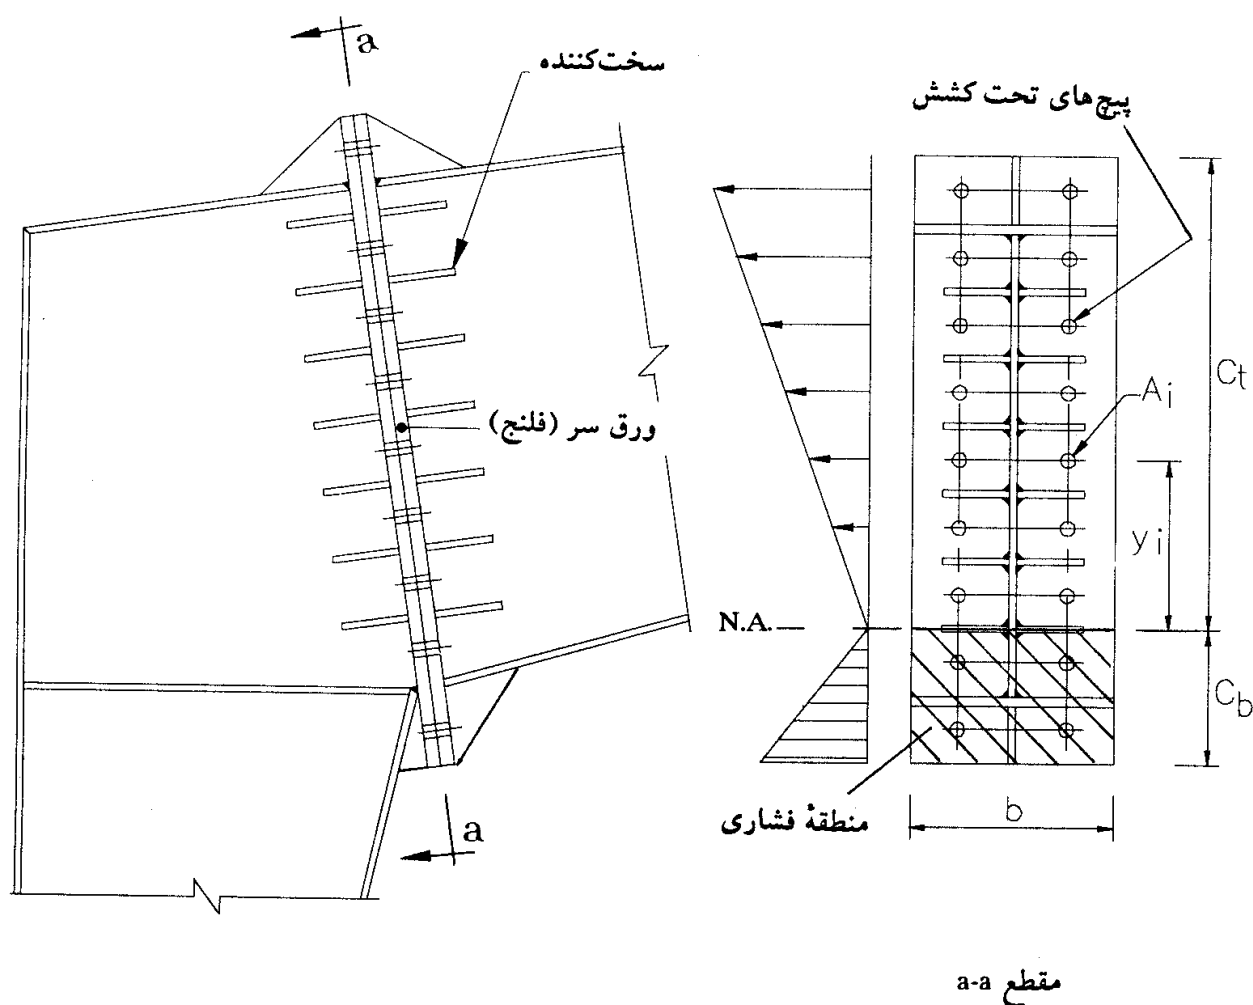 a
سخت‌کننده
پیچ‌های تحت کشش
Ct
Ai
ورق سر (فلنج)
yi
N.A.
Cb
منطقهٔ فشاری
b
a
مقطع a-a